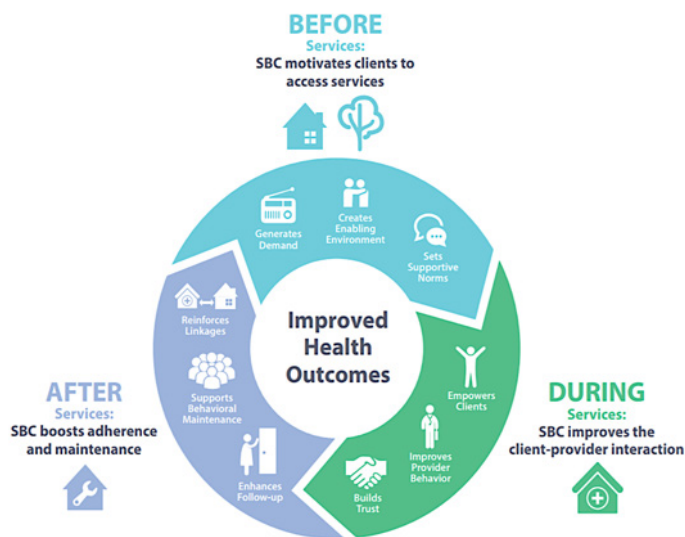 BEFORE
Services:
SBC motivates clients to
access services
Generates
Demand
Creates
Enabling
Environment
Sets
Supportive
Norms
Reinforces
Linkages
Improved
Health
Outcomes
Empowers
Clients
Supports
Behavioral
Maintenance
Improves
Provider
Behavior
Enhances
Follow-up
Builds
Trust
AFTER
Services:
SBC boosts adherence
and maintenance
DURING
Services:
SBC improves the
client-provider interaction